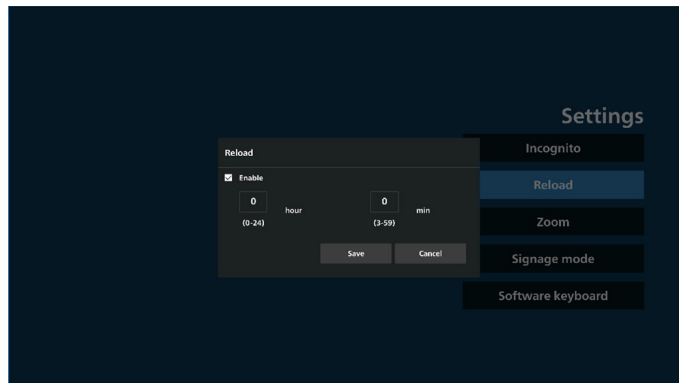 Settings
Incognito
Reload
Zoom
Signage mode
Software keyboard
Reload
Enable
0 hour 0 min
(0-24) (3-59)
Save Cancel